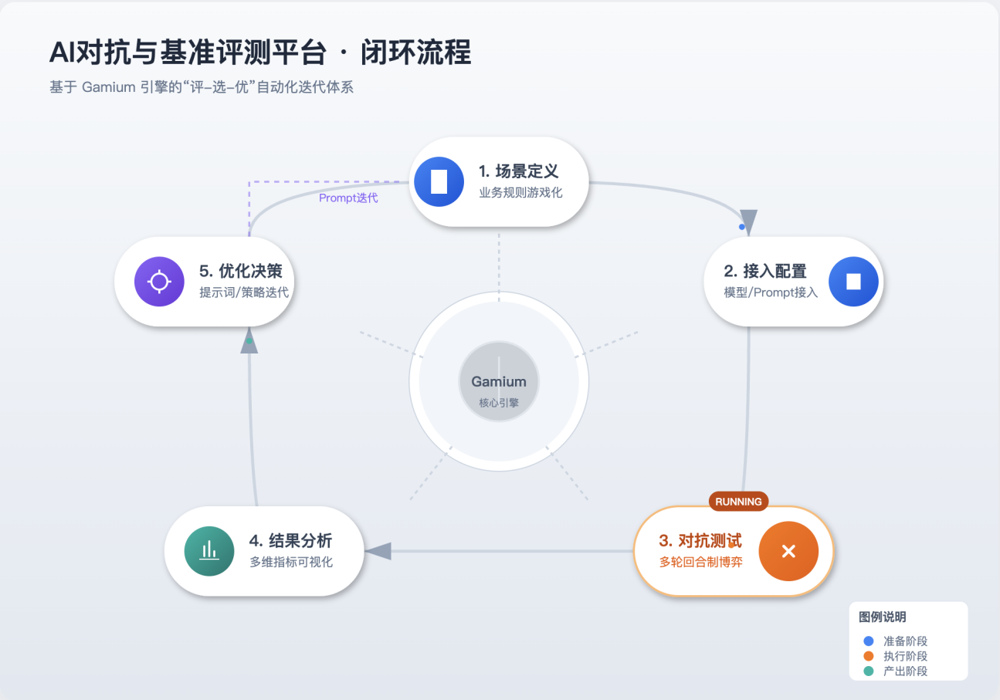 AI对抗与基准评测平台 · 闭环流程
基于 Gamium 引擎的“评–选–优”自动化迭代体系
1. 场景定义
业务规则游戏化
Prompt迭代
5. 优化决策
提示词/策略迭代
2. 接入配置
模型/Prompt接入
Gamium
核心引擎
RUNNING
4. 结果分析
多维指标可视化
3. 对抗测试
多轮回合制博弈
图例说明
准备阶段
执行阶段
产出阶段